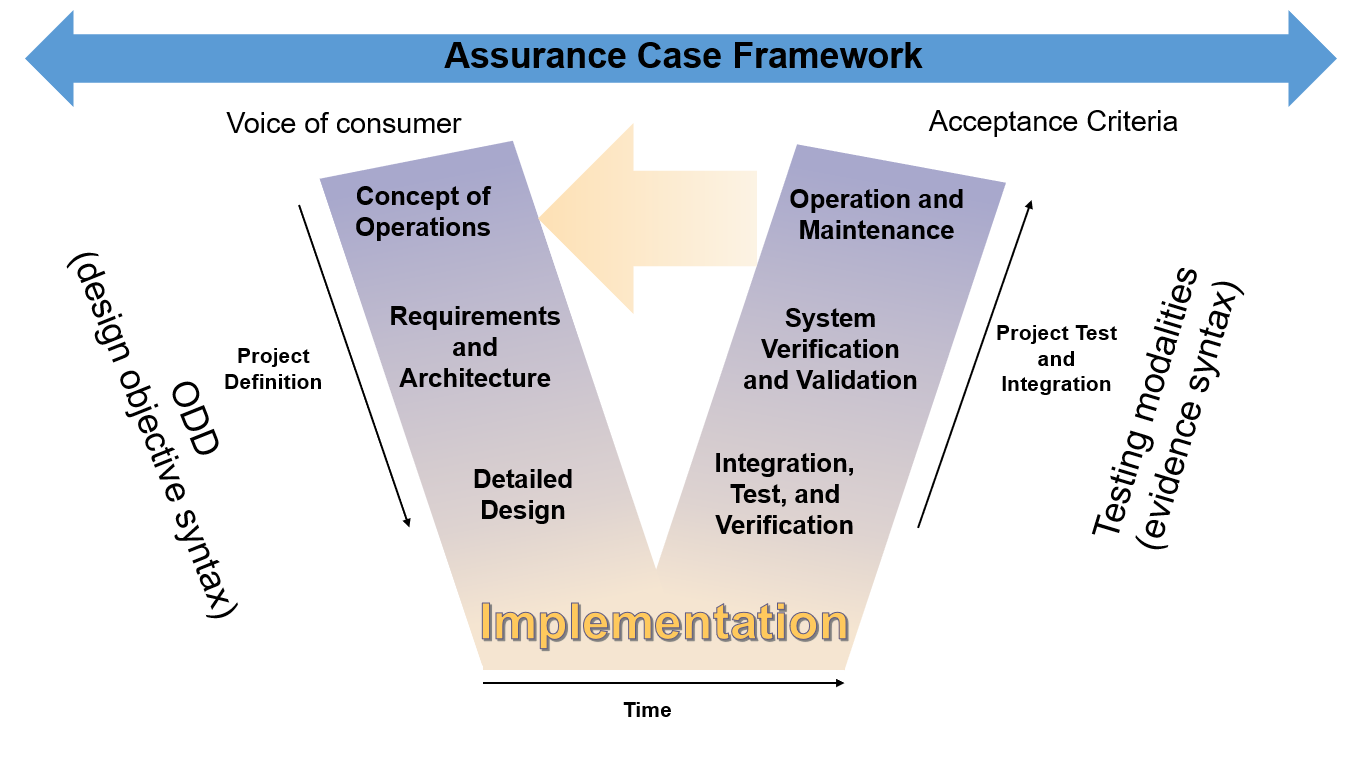 Assurance Case Framework
Voice of consumer
Acceptance Criteria
Concept of
Operations
Operation and
Maintenance
Requirements
and
Architecture
System
Verification
and Validation
Project
Definition
Project Test
and
Integration
ODD
(design objective syntax)
Testing modalities
(evidence syntax)
Detailed
Design
Integration,
Test, and
Verification
Implementation
Time